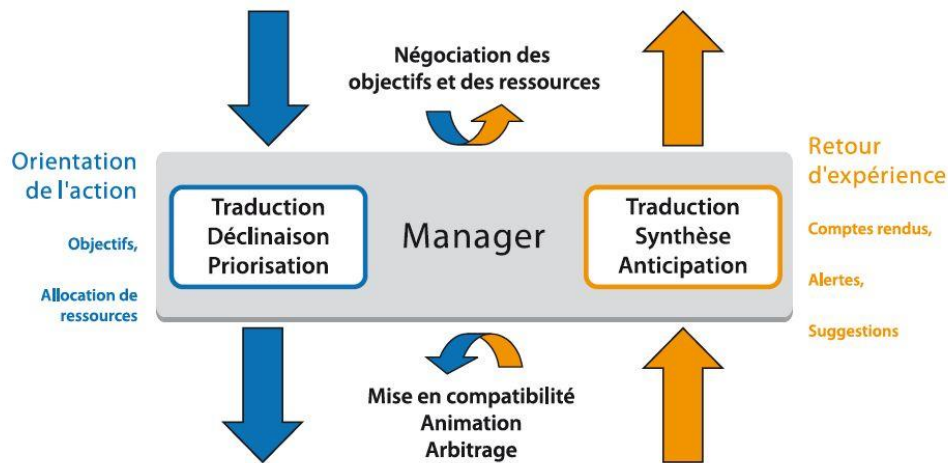 Négociation des
objectifs et des ressources
Orientation
de l'action
Objectifs,
Allocation de
ressources
Traduction
Déclinaison
Priorisation
Manager
Traduction
Synthèse
Anticipation
Retour
d'expérience
Comptes rendus,
Alertes,
Suggestions
Mise en compatibilité
Animation
Arbitrage